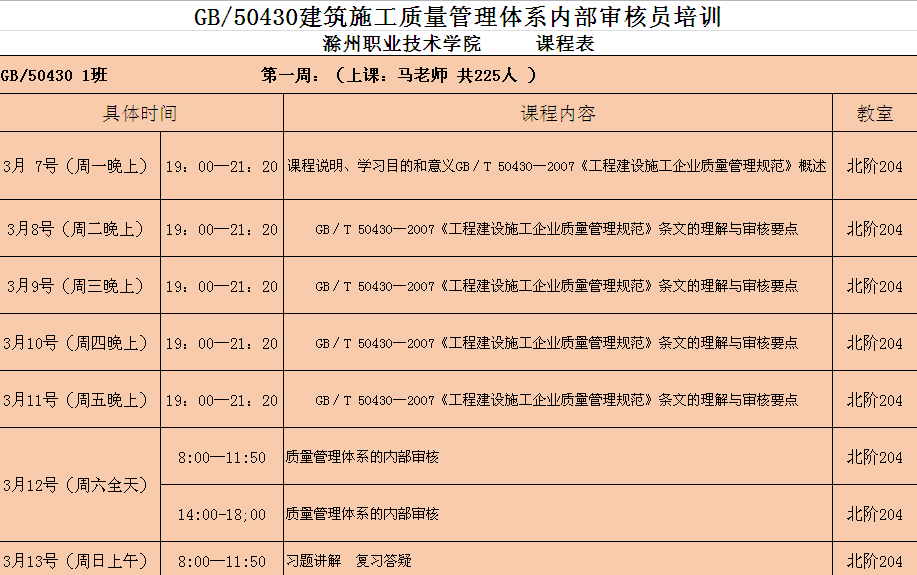 GB/50430建筑施工质量管理体系内部审核员培训
滁州职业技术学院 课程表
GB/50430 1班 第一周：（上课：马老师 共225人 ）
具体时间 课程内容 教室
3月 7号（周一晚上） 19：00—21：20 课程说明、学习目的和意义GB／T 50430—2007《工程建设施工企业质量管理规范》概述 北阶204
3月8号（周二晚上） 19：00—21：20 GB／T 50430—2007《工程建设施工企业质量管理规范》条文的理解与审核要点 北阶204
3月9号（周三晚上） 19：00—21：20 GB／T 50430—2007《工程建设施工企业质量管理规范》条文的理解与审核要点 北阶204
3月10号（周四晚上） 19：00—21：20 GB／T 50430—2007《工程建设施工企业质量管理规范》条文的理解与审核要点 北阶204
3月11号（周五晚上） 19：00—21：20 GB／T 50430—2007《工程建设施工企业质量管理规范》条文的理解与审核要点 北阶204
3月12号（周六全天） 8:00—11:50 质量管理体系的内部审核 北阶204
14:00-18;00 质量管理体系的内部审核 北阶204
3月13号（周日上午） 8:00—11:50 习题讲解 复习答疑 北阶204